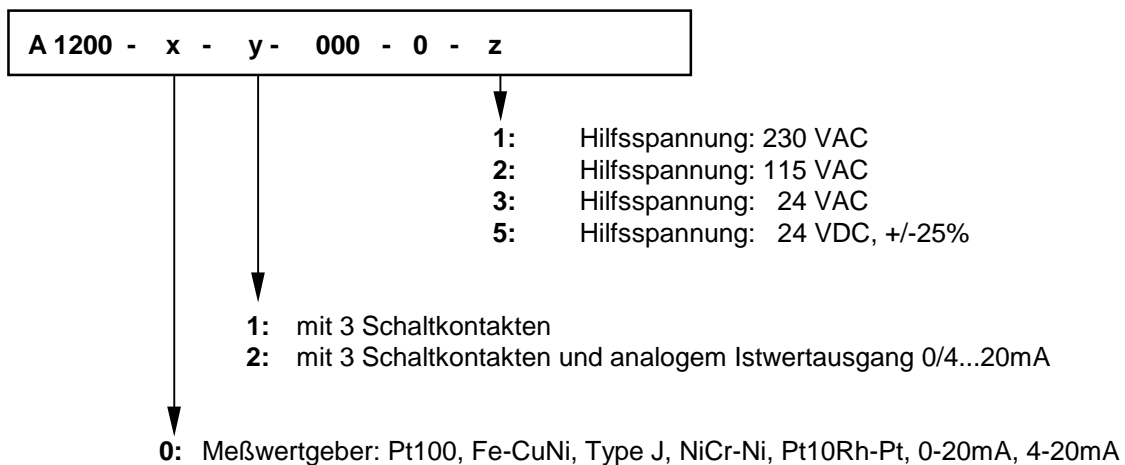 A 1200 - x - y - 000 - 0 - z
1: Hilfsspannung: 230 VAC
2: Hilfsspannung: 115 VAC
3: Hilfsspannung: 24 VAC
5: Hilfsspannung: 24 VDC, +/-25%
1: mit 3 Schaltkontakten
2: mit 3 Schaltkontakten und analogem Istwertausgang 0/4...20mA
0: Meßwertgeber: Pt100, Fe-CuNi, Type J, NiCr-Ni, Pt10Rh-Pt, 0-20mA, 4-20mA